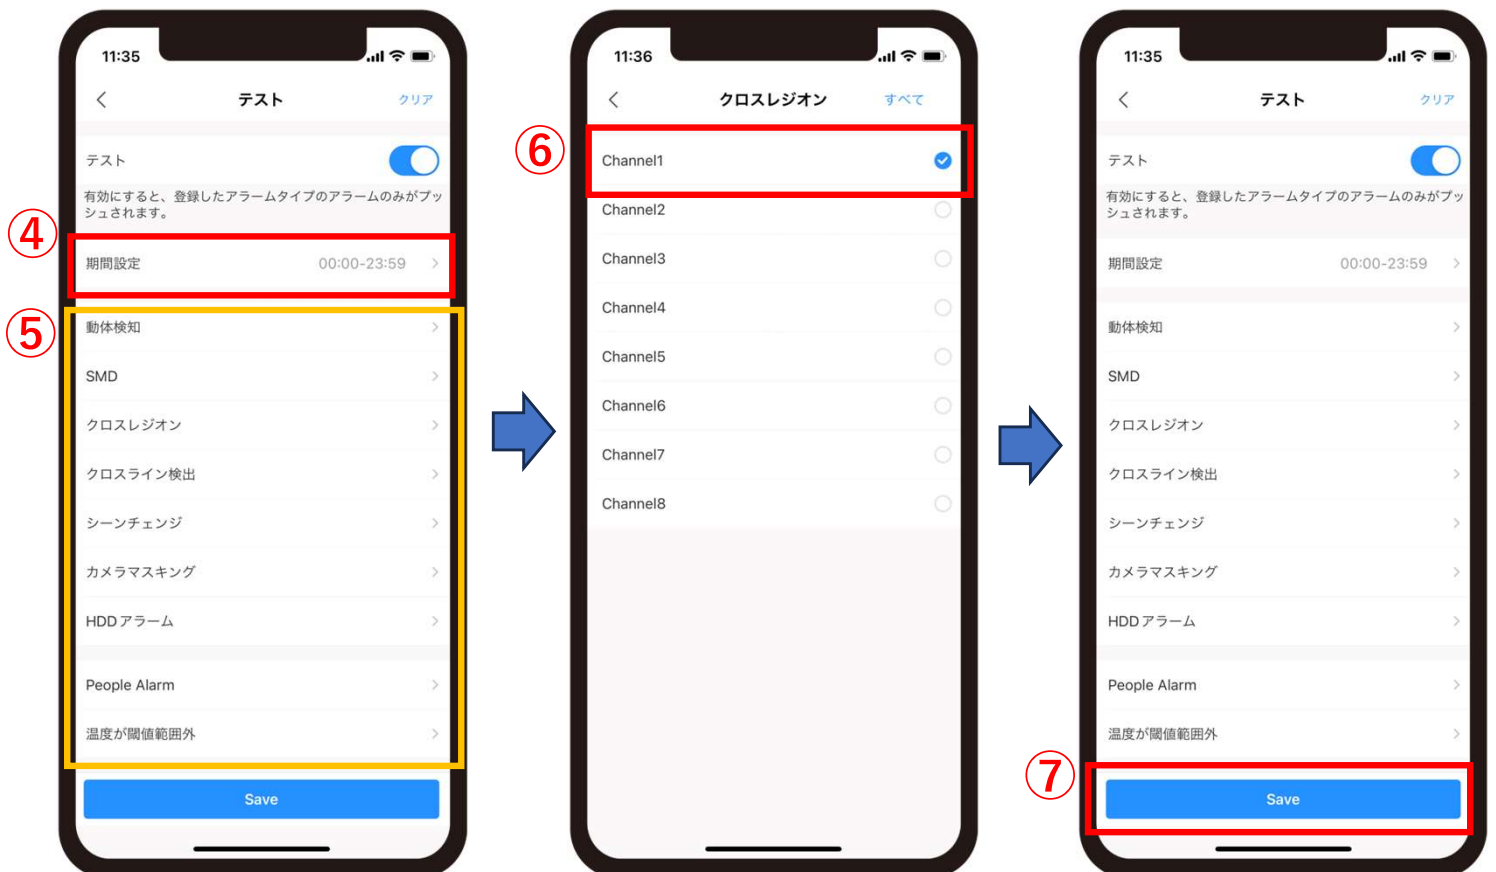 11:35
テスト
クリア
テスト
有効にすると、登録したアラームタイプのアラームのみがプッ
シュされます。
④
期間設定 00:00-23:59
⑤
動体検知
SMD
クロスレジオン
クロスライン検出
シーンチェンジ
カメラマスキング
HDDアラーム
People Alarm
温度が閾値範囲外
Save
11:36
クロスレジオン
すべて
⑥
Channel1
Channel2
Channel3
Channel4
Channel5
Channel6
Channel7
Channel8
11:35
テスト
クリア
テスト
有効にすると、登録したアラームタイプのアラームのみがプッ
シュされます。
期間設定 00:00-23:59
動体検知
SMD
クロスレジオン
クロスライン検出
シーンチェンジ
カメラマスキング
HDDアラーム
People Alarm
温度が閾値範囲外
⑦
Save